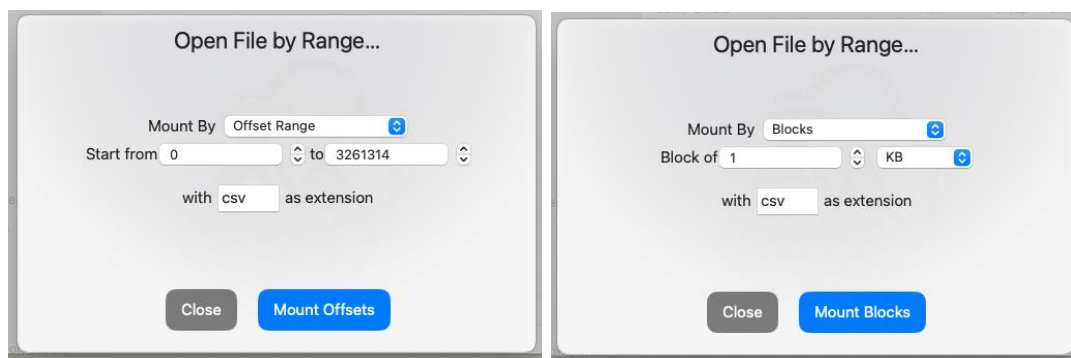 Open File by Range...
Mount By Offset Range
Start from 0 to 3261314
with csv as extension
Close Mount Offsets
Open File by Range...
Mount By Blocks
Block of 1 KB
with csv as extension
Close Mount Blocks